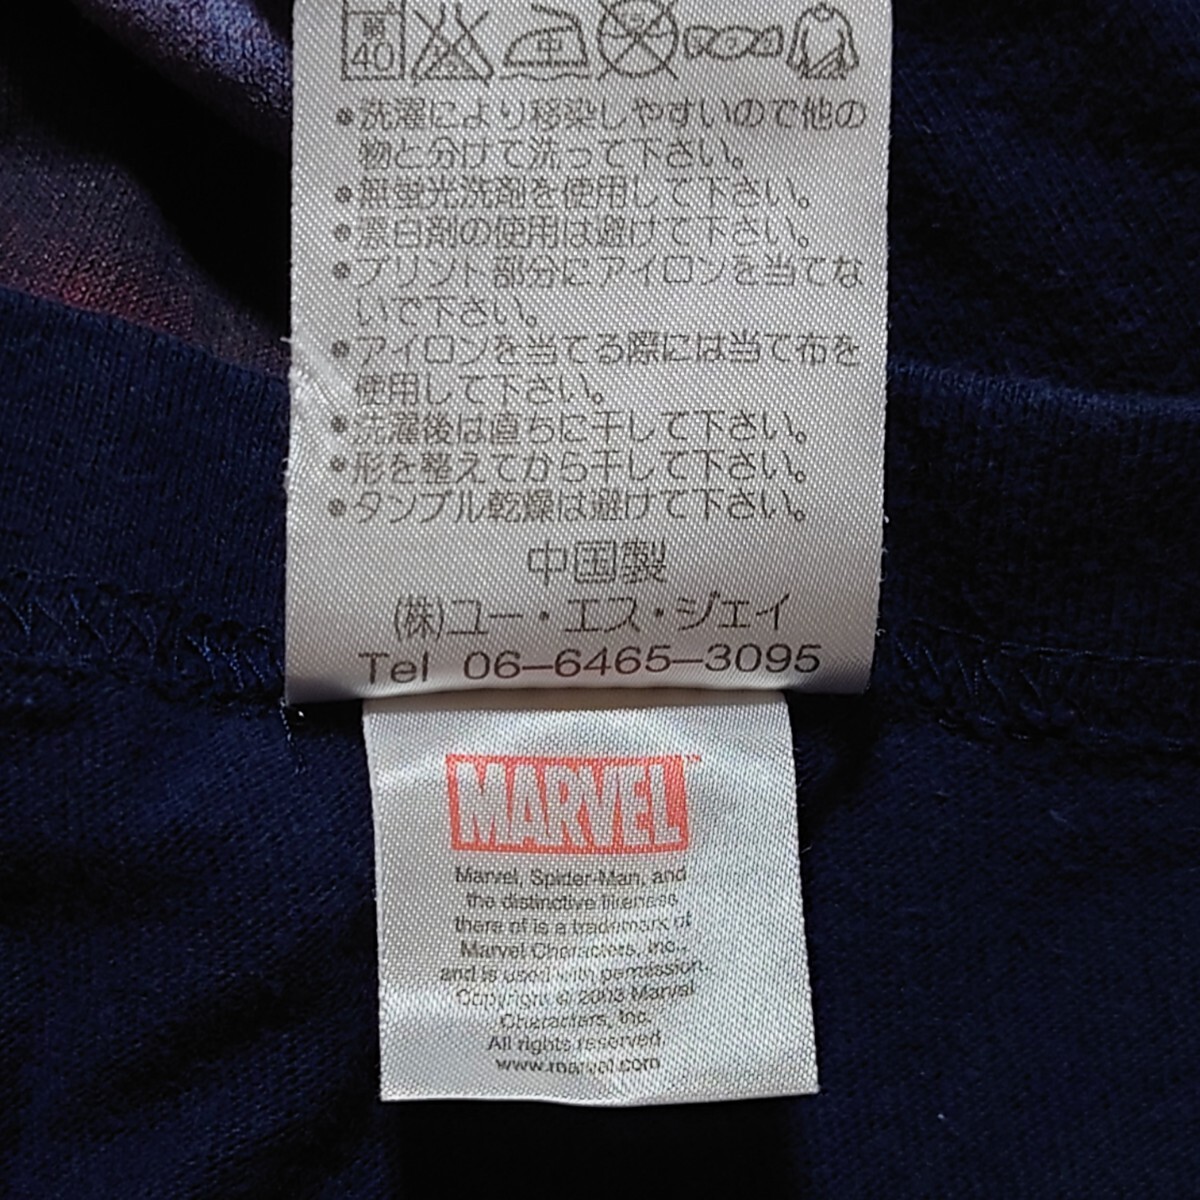 弱
40
中
•洗濯により移染しやすいので他の
物と分けて洗って下さい。
•無蛍光洗剤を使用して下さい。
•漂白剤の使用は避けて下さい。
•プリント部分にアイロンを当てな
いで下さい。
•アイロンを当てる際には当て布を
使用して下さい。
•洗濯後は直ちに干して下さい。
•形を整えてから干して下さい。
•タンブル乾燥は避けて下さい。
中国製
(株)ユー・エス・ジェイ
Tel 06-6465-3095
MARVEL™
Marvel, Spider-Man, and
the distinctive likeness
there of is a trademark of
Marvel Characters, Inc.,
and is used with permission.
Copyright © 2003 Marvel
Characters, Inc.
All rights reserved.
www.marvel.com